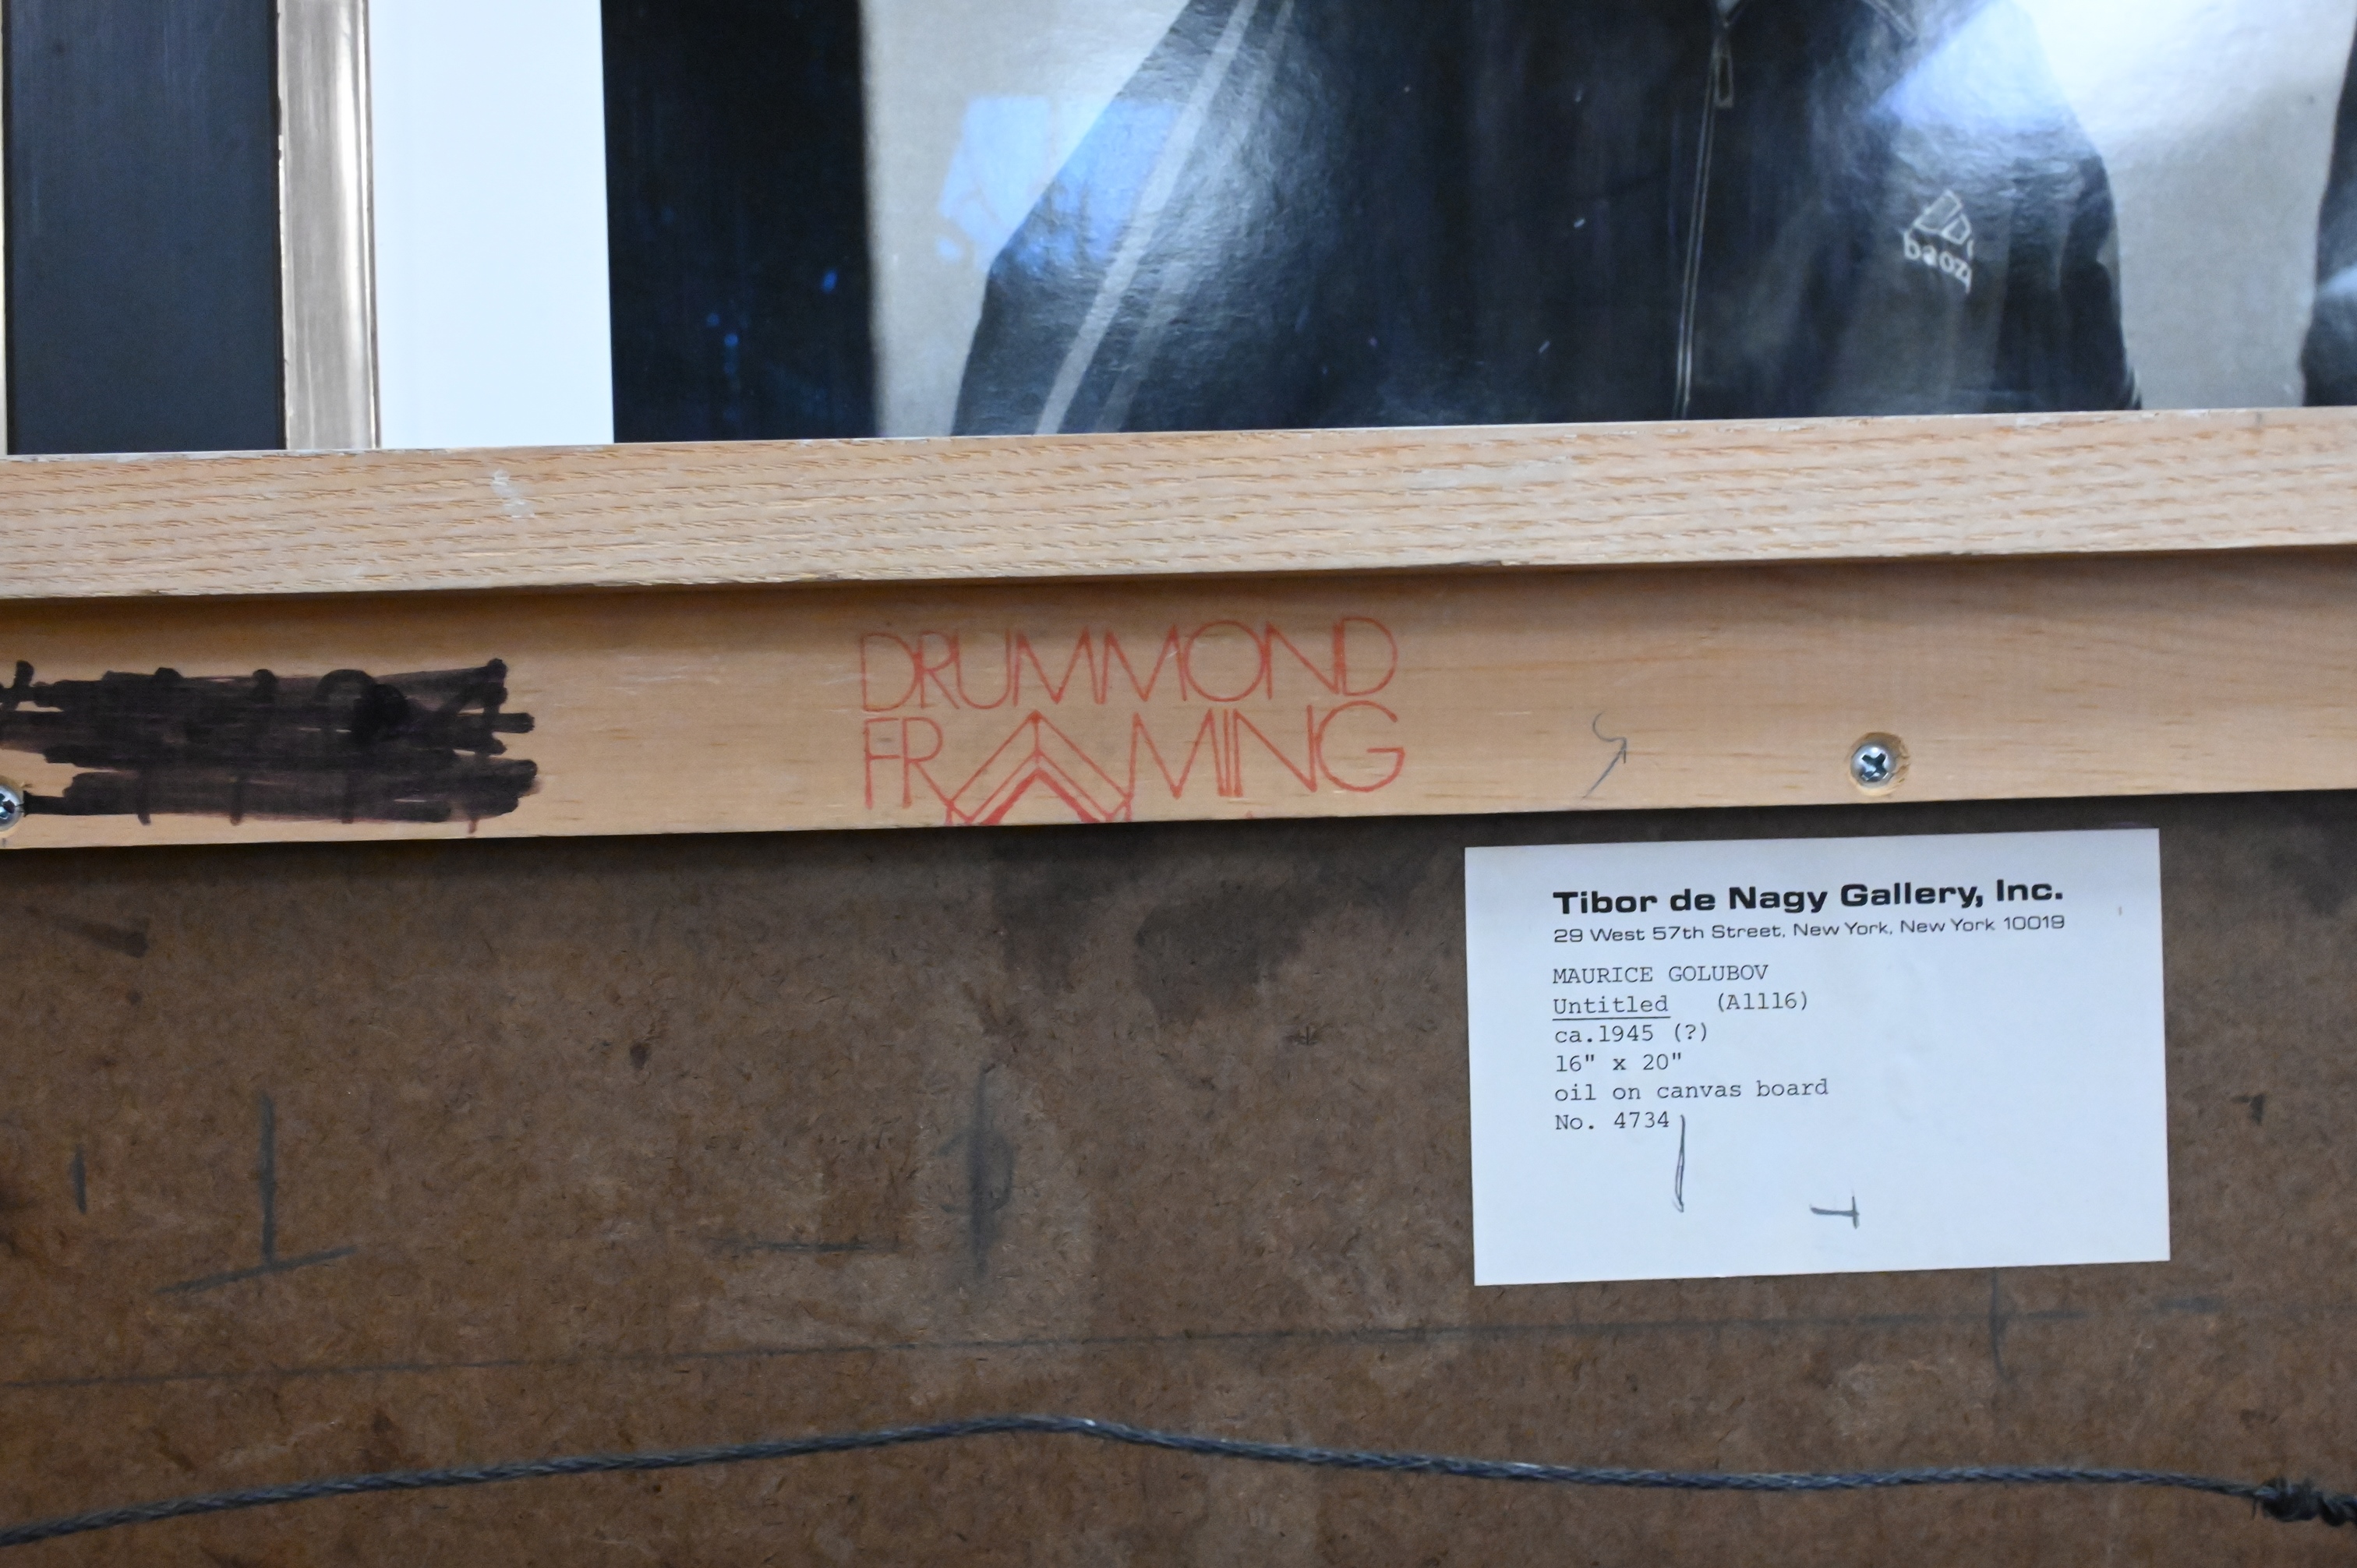 DRUMMOND
FRAMING
Tibor de Nagy Gallery, Inc.
29 West 57th Street, New York, New York 10019
MAURICE GOLUBOV
Untitled (A1116)
ca.1945 (?)
16" x 20"
oil on canvas board
No. 4734